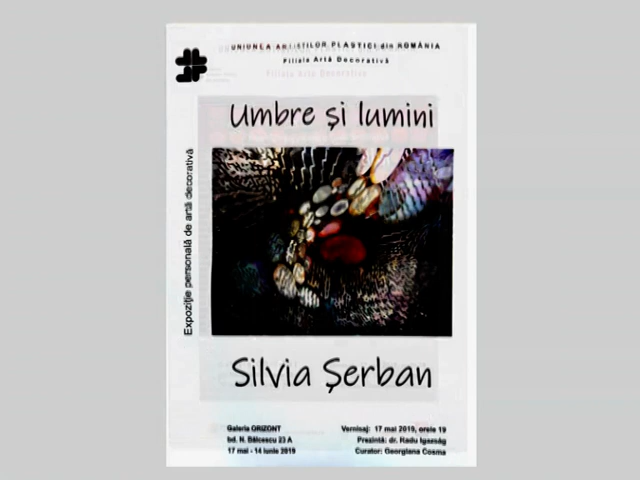 UNIUNEA ARTIȘTILOR PLASTICI din ROMÂNIA
Filiala Artă Decorativă
Umbre și lumini
Expoziție personală de artă decorativă
Silvia Șerban
Galeria ORIZONT
bd. N. Bălcescu 23 A
17 mai - 14 iunie 2019
Vernisaj: 17 mai 2019, orele 19
Prezintă: dr. Radu
Curator: Georgiana Cosma